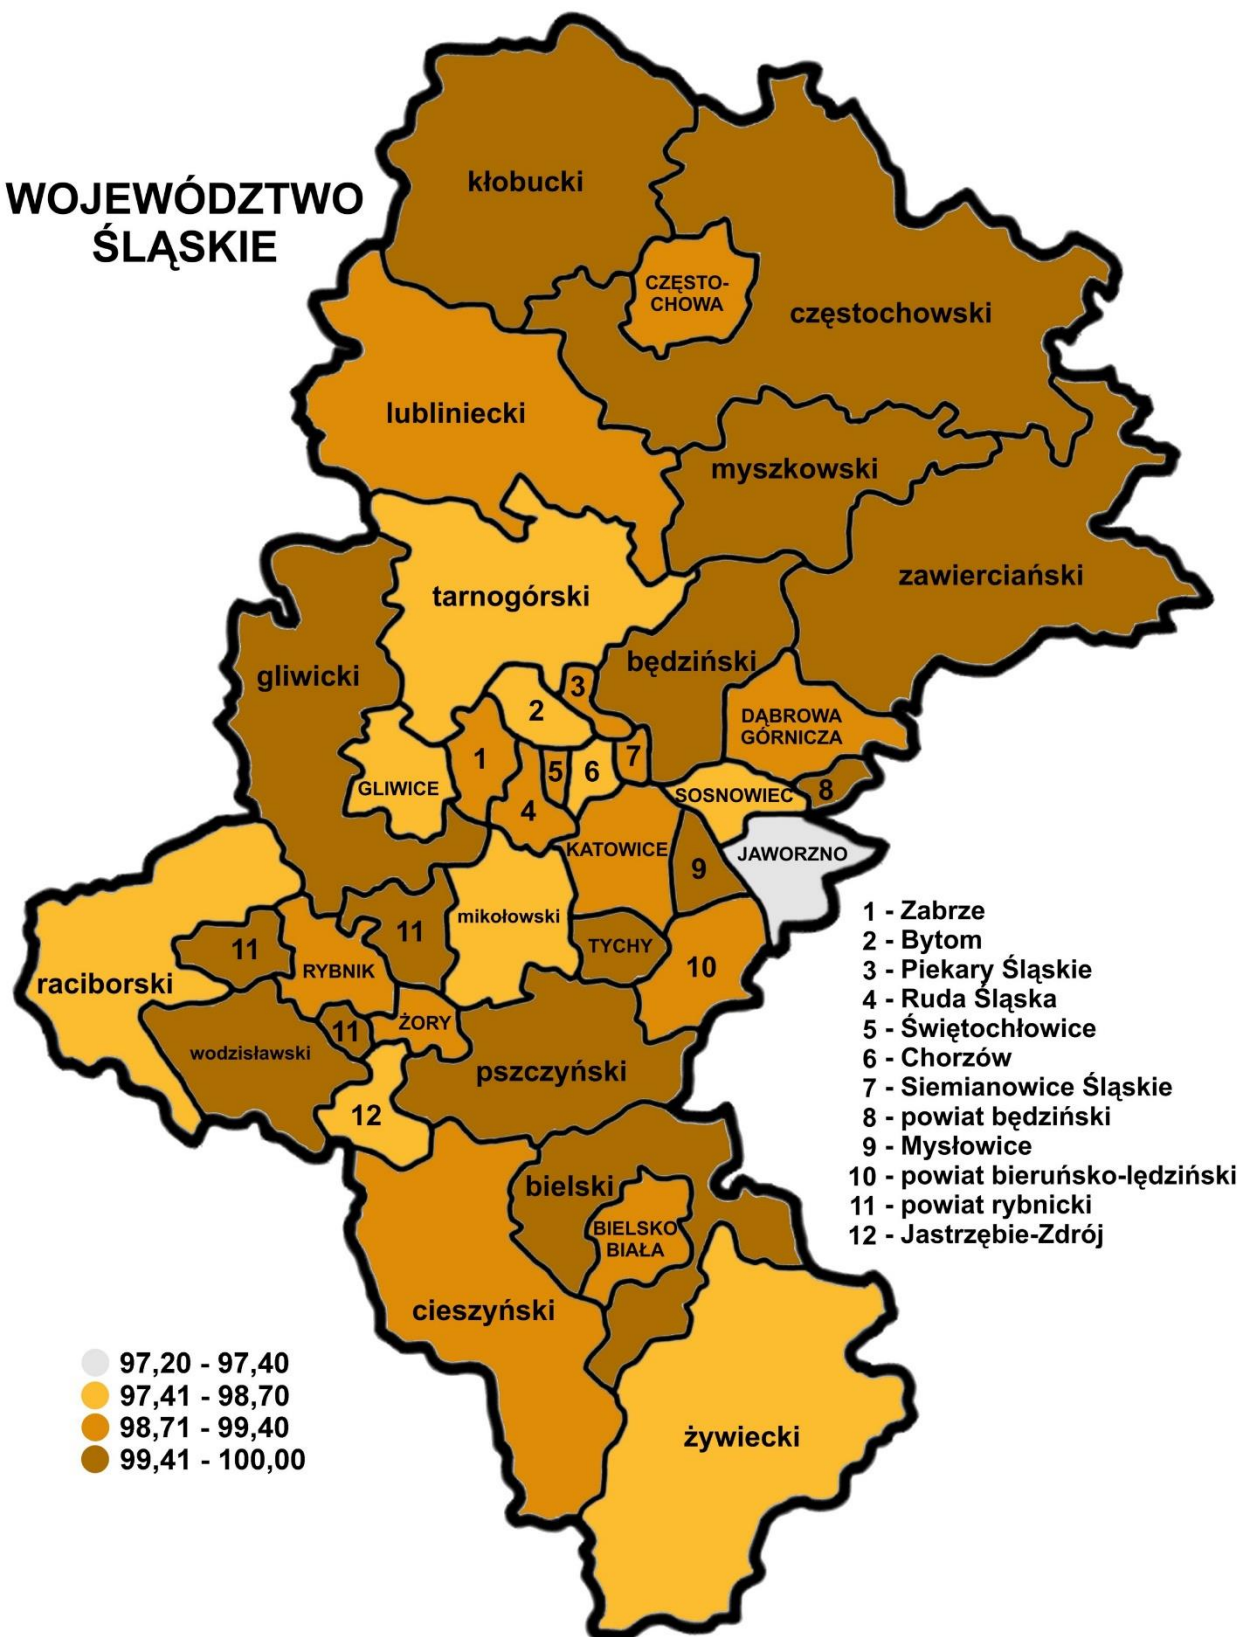 WOJEWÓDZTWO
ŚLĄSKIE
kłobucki
CZĘSTO-
CHOWA
częstochowski
lubliniecki
myszkowski
zawierciański
tarnogórski
będziński
gliwicki
3
2
DĄBROWA
GÓRNICZA
1
7
5
6
GLIWICE
SOSNOWIEC
8
4
KATOWICE
JAWORZNO
9
mikołowski
11
11
TYCHY
RYBNIK
10
raciborski
11
ŻORY
wodzisławski
pszczyński
12
bielski
BIELSKO
BIAŁA
cieszyński
żywiecki
1 - Zabrze
2 - Bytom
3 - Piekary Śląskie
4 - Ruda Śląska
5 - Świętochłowice
6 - Chorzów
7 - Siemianowice Śląskie
8 - powiat będziński
9 - Mysłowice
10 - powiat bieruńsko-lędziński
11 - powiat rybnicki
12 - Jastrzębie-Zdrój
97,20 - 97,40
97,41 - 98,70
98,71 - 99,40
99,41 - 100,00